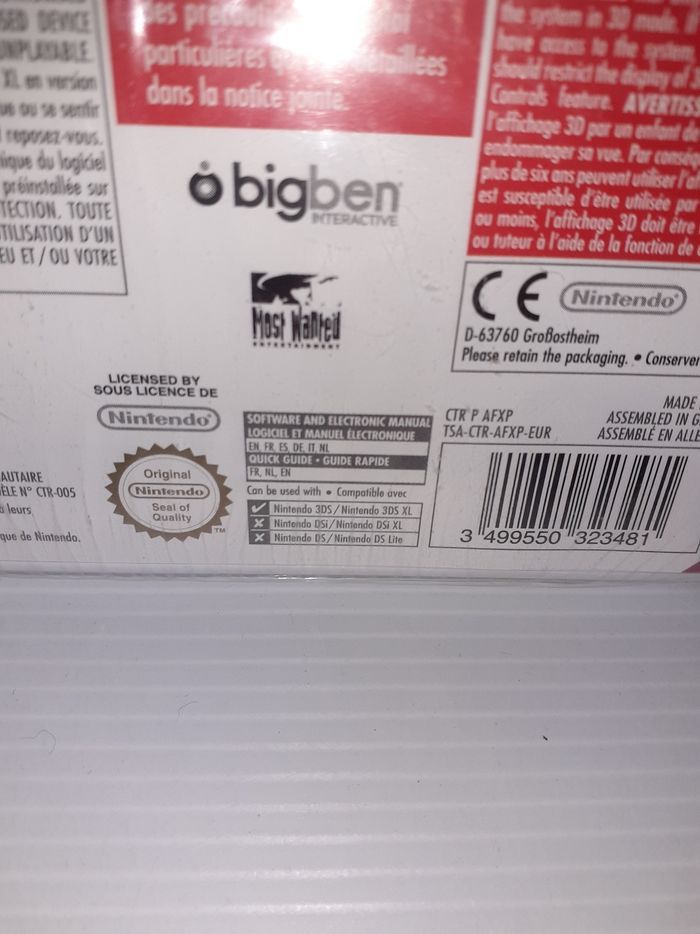 SED DEVICE
UNPLAYABLE.
XL en version
ue ou se sentir
reposez-vous.
ique du logiciel
préinstallée sur
TECTION, TOUTE
TILISATION D'UN
EU ET / OU VOTRE
particulières
dans la notice jointe.
the system in 3D mode.
have access to the system
should restrict the display of
Controls feature. AVERTISS
l'affichage 3D par un enfant
endommager sa vue. Par consé
plus de six ans peuvent utiliser l'af
est susceptible d'être utilisée par
ou moins, l'affichage 3D doit être
ou tuteur à l'aide de la fonction de
bigben
INTERACTIVE
Most Wanted
ENTERTAINMENT
CE Nintendo
D-63760 Großostheim
Please retain the packaging. • Conserver
LICENSED BY
SOUS LICENCE DE
Nintendo
Original
Nintendo
Seal of
Quality
TM
AUTAIRE
ÈLE N° CTR-005
à leurs
que de Nintendo.
SOFTWARE AND ELECTRONIC MANUAL
LOGICIEL ET MANUEL ÉLECTRONIQUE
EN, FR, ES, DE, IT, NL
QUICK GUIDE • GUIDE RAPIDE
FR, NL, EN
Can be used with • Compatible avec
Nintendo 3DS / Nintendo 3DS XL
Nintendo DSi / Nintendo DSi XL
Nintendo DS / Nintendo DS Lite
CTR P AFXP
TSA-CTR-AFXP-EUR
MADE
ASSEMBLED IN G
ASSEMBLÉ EN ALLE
3 499550 323481